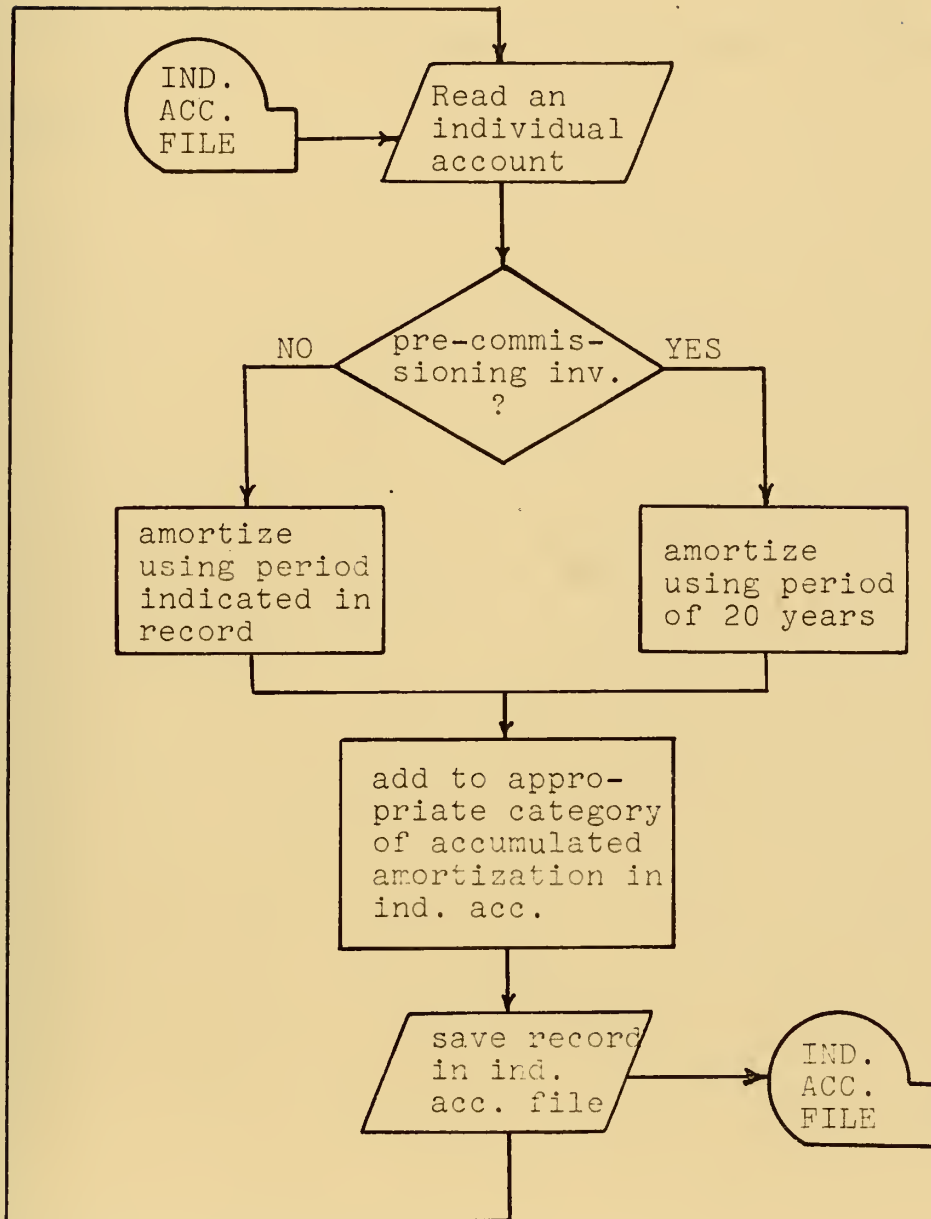 IND.
ACC.
FILE
Read an
individual
account
pre-commis-
sioning inv.
?
NO
YES
amortize
using period
indicated in
record
amortize
using period
of 20 years
add to appro-
priate category
of accumulated
amortization in
ind. acc.
save record
in ind.
acc. file
IND.
ACC.
FILE